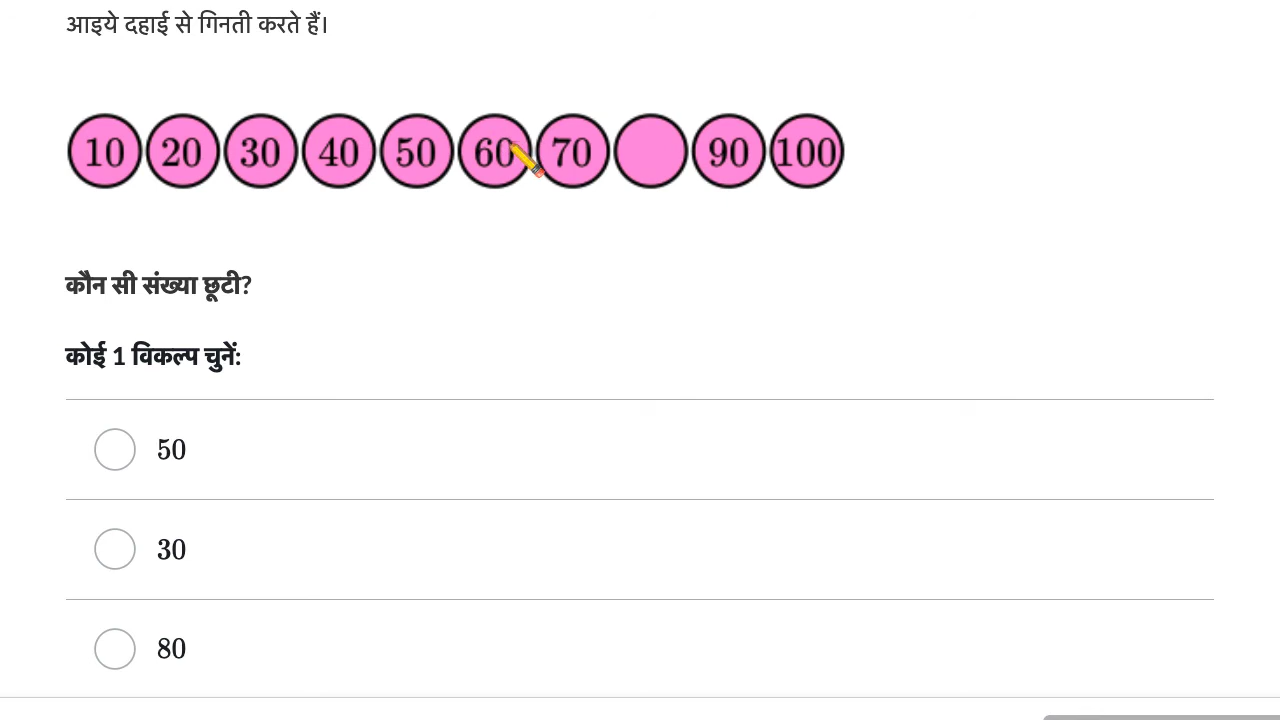 आइये दहाई से गिनती करते हैं।
10 20 30 40 50 60 70 90 100
कौन सी संख्या छूटी?
कोई 1 विकल्प चुनें:
50
30
80